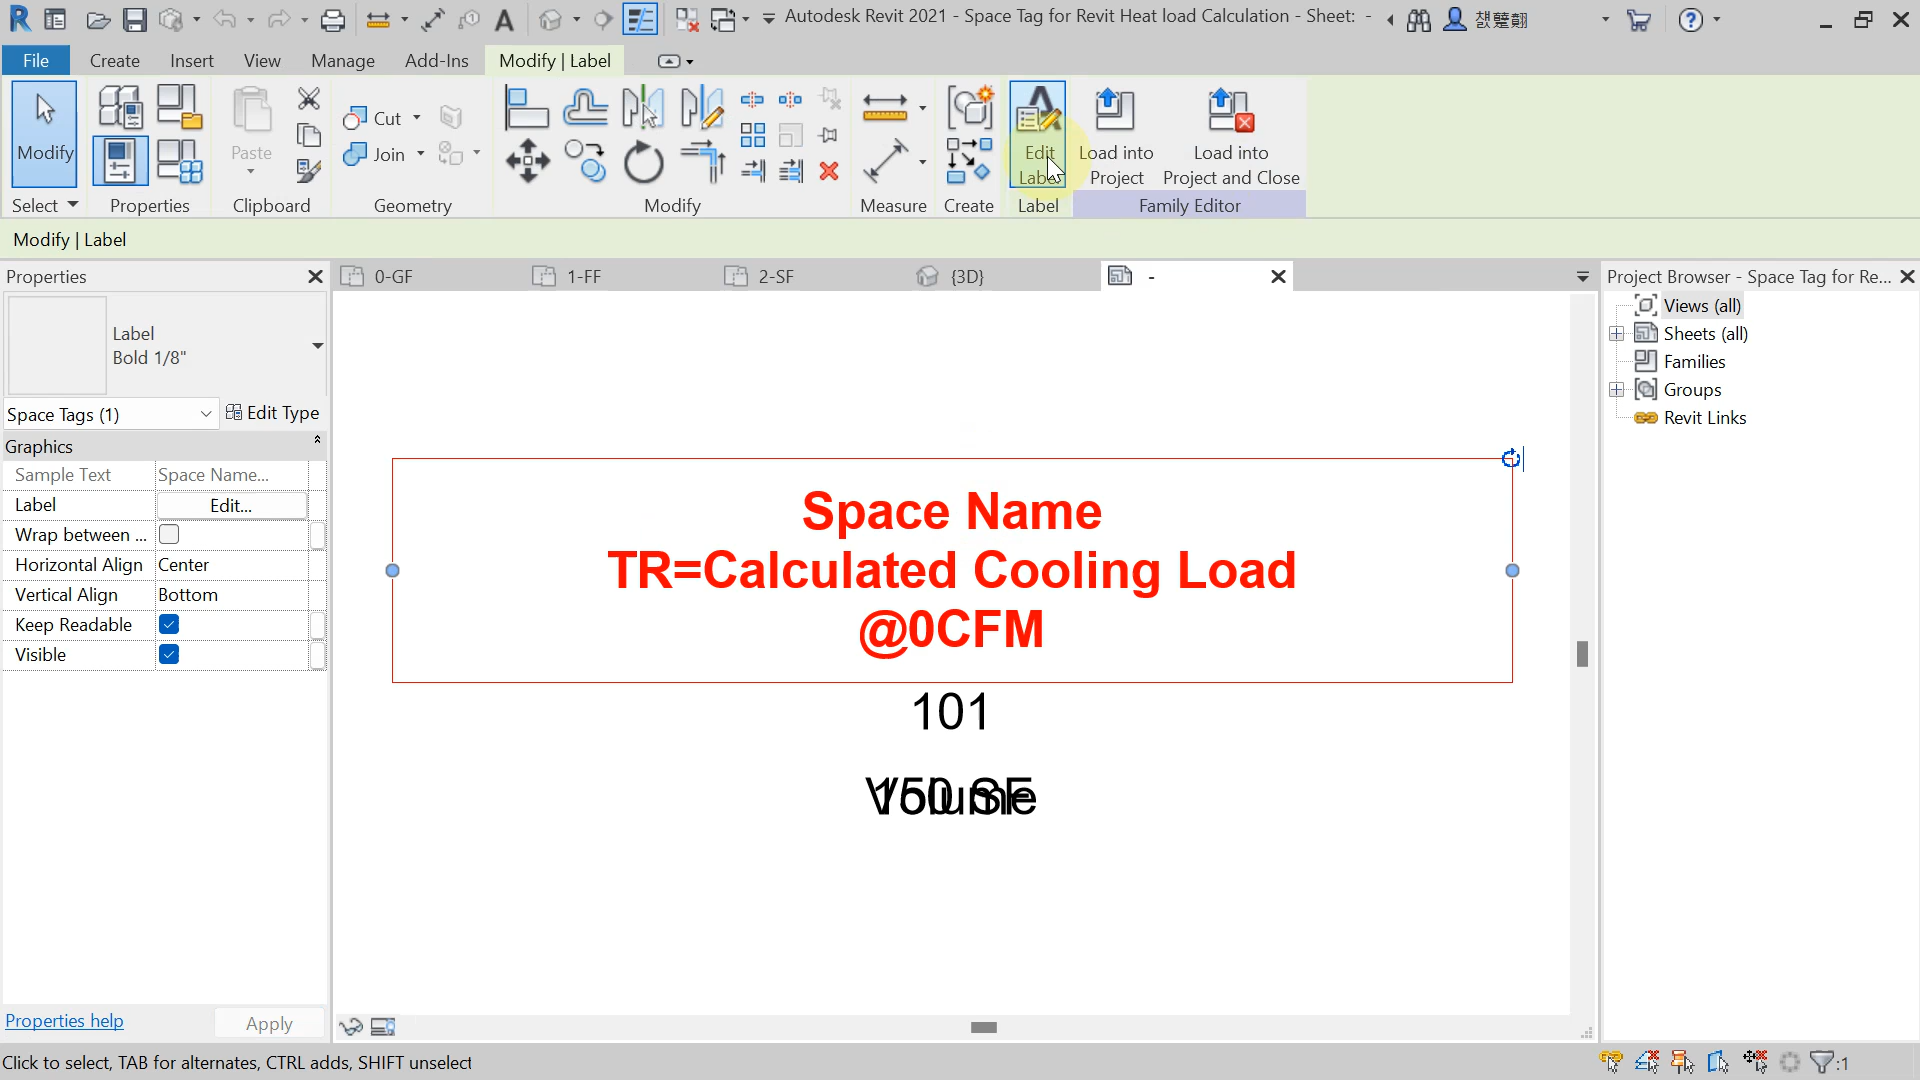 Autodesk Revit 2021 - Space Tag for Revit Heat load Calculation - Sheet: -
File Create Insert View Manage Add-Ins Modify | Label
Modify
Paste
Cut
Join
Edit Label
Load into Project
Load into Project and Close
Select Properties Clipboard Geometry Modify Measure Create Label Family Editor
Modify | Label
Properties
0-GF
1-FF
2-SF
{3D}
-
Project Browser - Space Tag for Re...
Label
Bold 1/8"
Space Tags (1)
Edit Type
Graphics
Sample Text Space Name...
Label Edit...
Wrap between ...
Horizontal Align Center
Vertical Align Bottom
Keep Readable
Visible
Properties help
Apply
Space Name
TR=Calculated Cooling Load
@0CFM
101
Volume
150 SF
Views (all)
Sheets (all)
Families
Groups
Revit Links
Click to select, TAB for alternates, CTRL adds, SHIFT unselect
:1